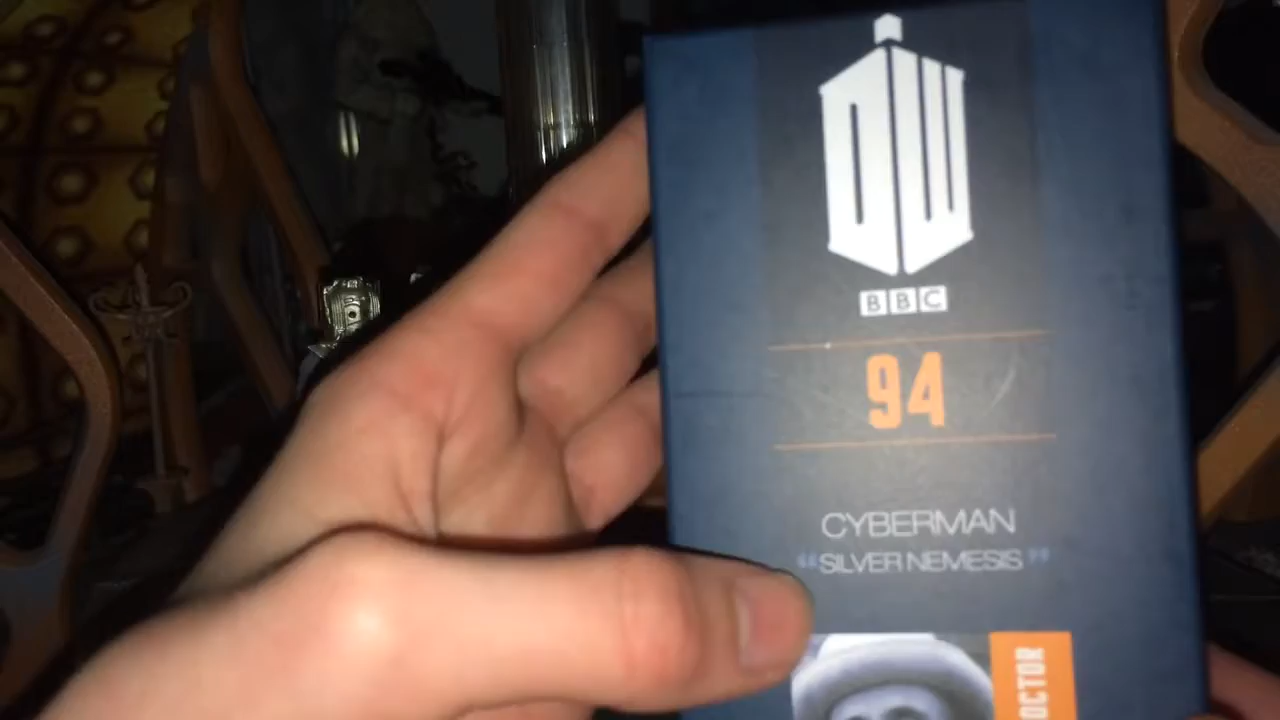 DW
BBC
94
CYBERMAN
"SILVER NEMESIS"
OCTOR